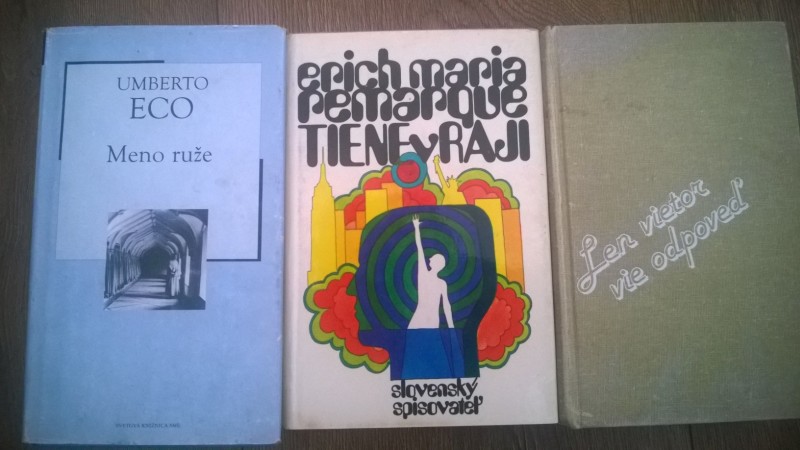 UMBERTO
ECO
Meno ruže
erich maria
remarque
TIENE v RAJI
slovenský
spisovateľ
Len vietor
vie odpoveď